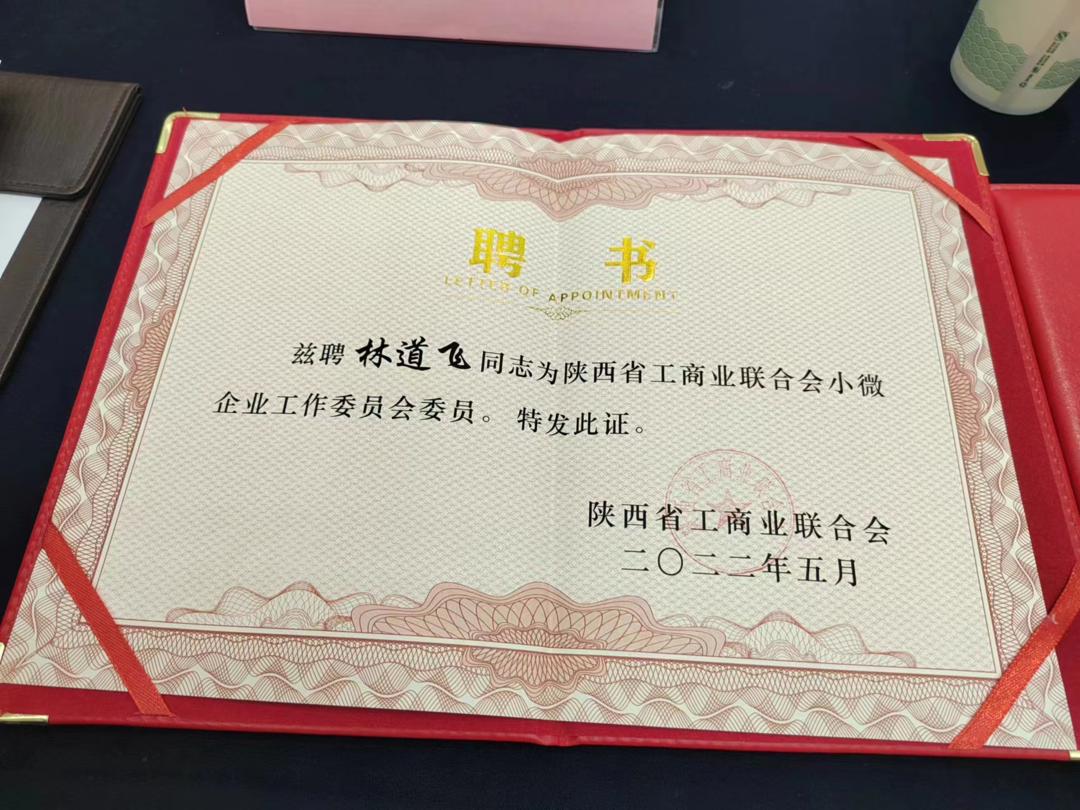 聘 书
LETTER OF APPOINTMENT
兹聘 林道飞 同志为陕西省工商业联合会小微
企业工作委员会委员。特发此证。
陕西省工商业联合会
二〇二二年五月